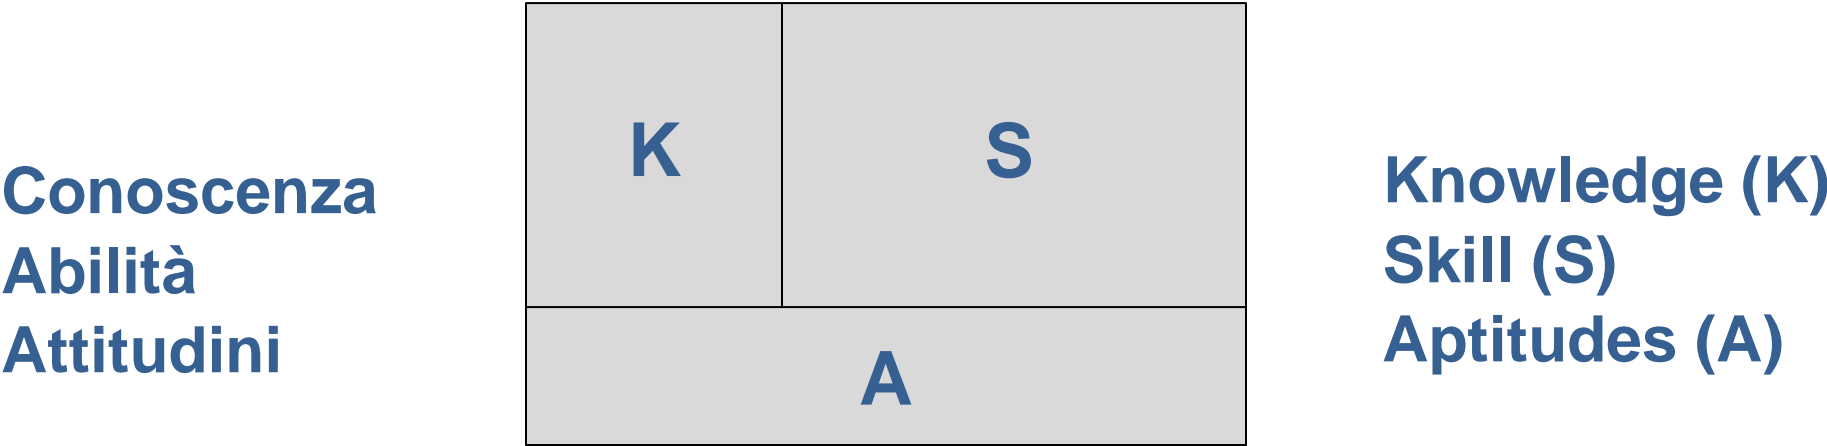 Conoscenza
Abilità
Attitudini
K
S
A
Knowledge (K)
Skill (S)
Aptitudes (A)